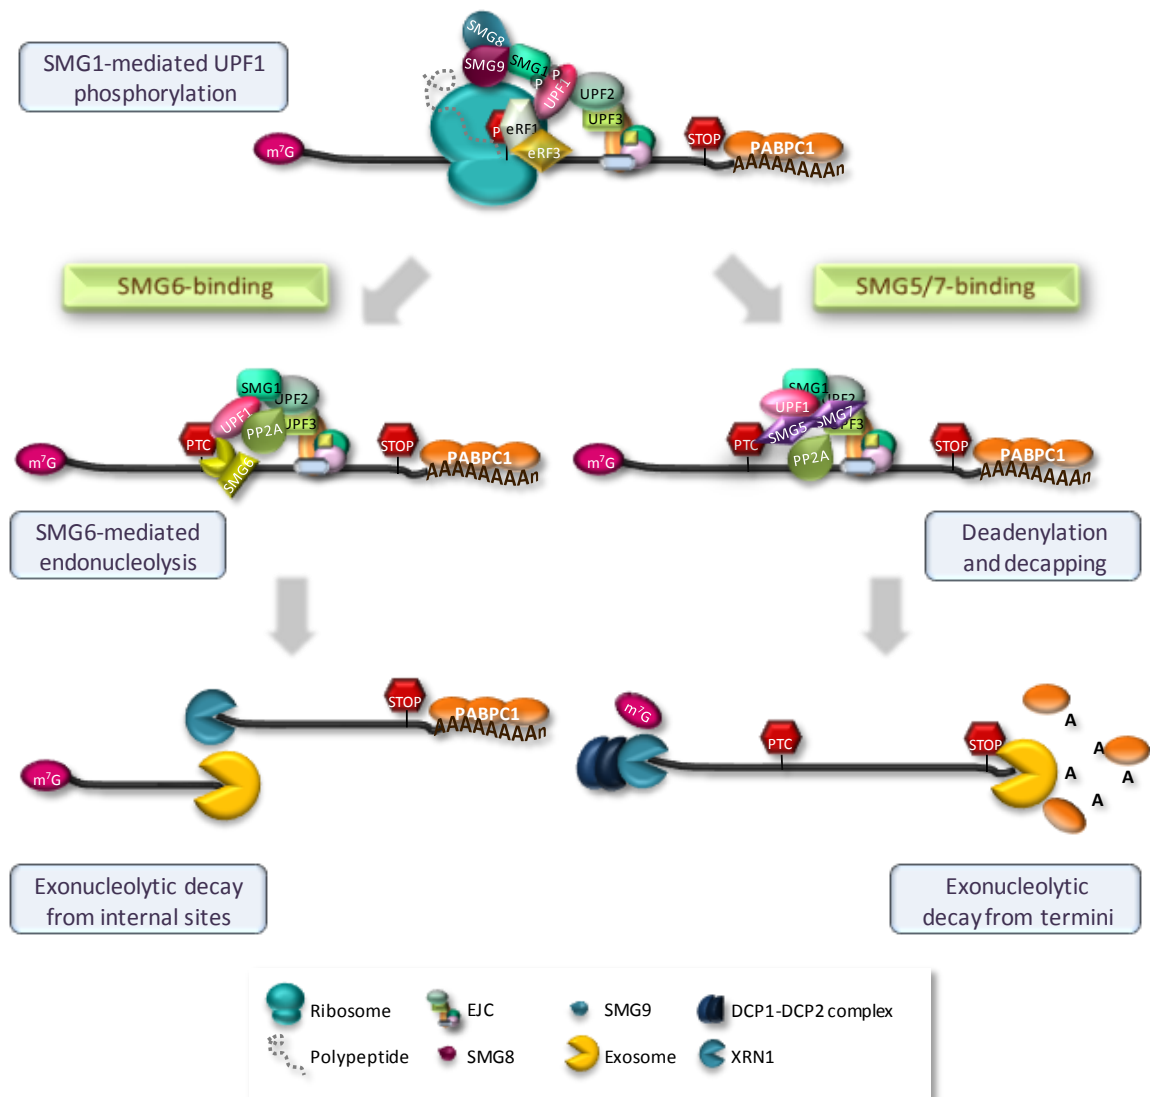 SMG1-mediated UPF1
phosphorylation
SMG8
SMG9
SMG1
P
P
UPF1
UPF2
UPF3
P
eRF1
eRF3
m⁷G
STOP
PABPC1
AAAAAAAAn
SMG6-binding
SMG5/7-binding
SMG1
UPF2
UPF1
PP2A
UPF3
PTC
SMG6
m⁷G
STOP
PABPC1
AAAAAAAAn
SMG1
UPF2
UPF1
SMG7
SMG5
UPF3
PTC
PP2A
m⁷G
STOP
PABPC1
AAAAAAAAn
SMG6-mediated
endonucleolysis
Deadenylation
and decapping
STOP
PABPC1
AAAAAAAAn
m⁷G
m⁷G
PTC
STOP
A
A
A
A
A
Exonucleolytic decay
from internal sites
Exonucleolytic
decay from termini
Ribosome
EJC
SMG9
DCP1-DCP2 complex
Polypeptide
SMG8
Exosome
XRN1